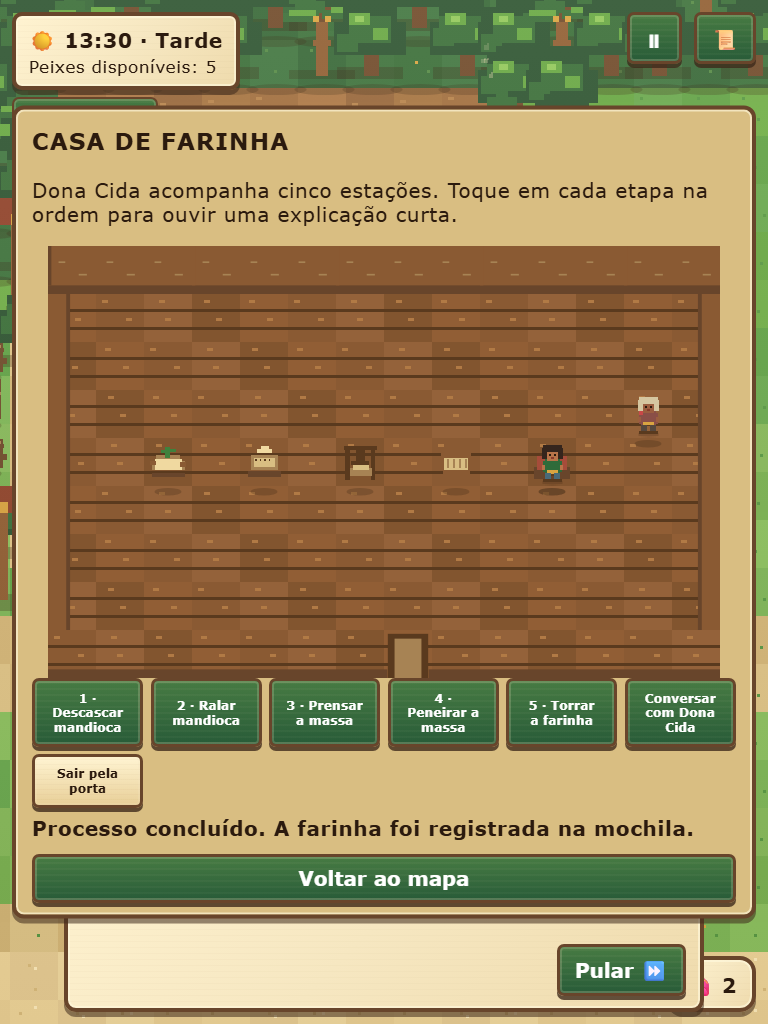 13:30 · Tarde
Peixes disponíveis: 5
CASA DE FARINHA
Dona Cida acompanha cinco estações. Toque em cada etapa na
ordem para ouvir uma explicação curta.
1 ·
Descascar
mandioca
2 · Ralar
mandioca
3 · Prensar
a massa
4 ·
Peneirar a
massa
5 · Torrar
a farinha
Conversar
com Dona
Cida
Sair pela
porta
Processo concluído. A farinha foi registrada na mochila.
Voltar ao mapa
Pular
2